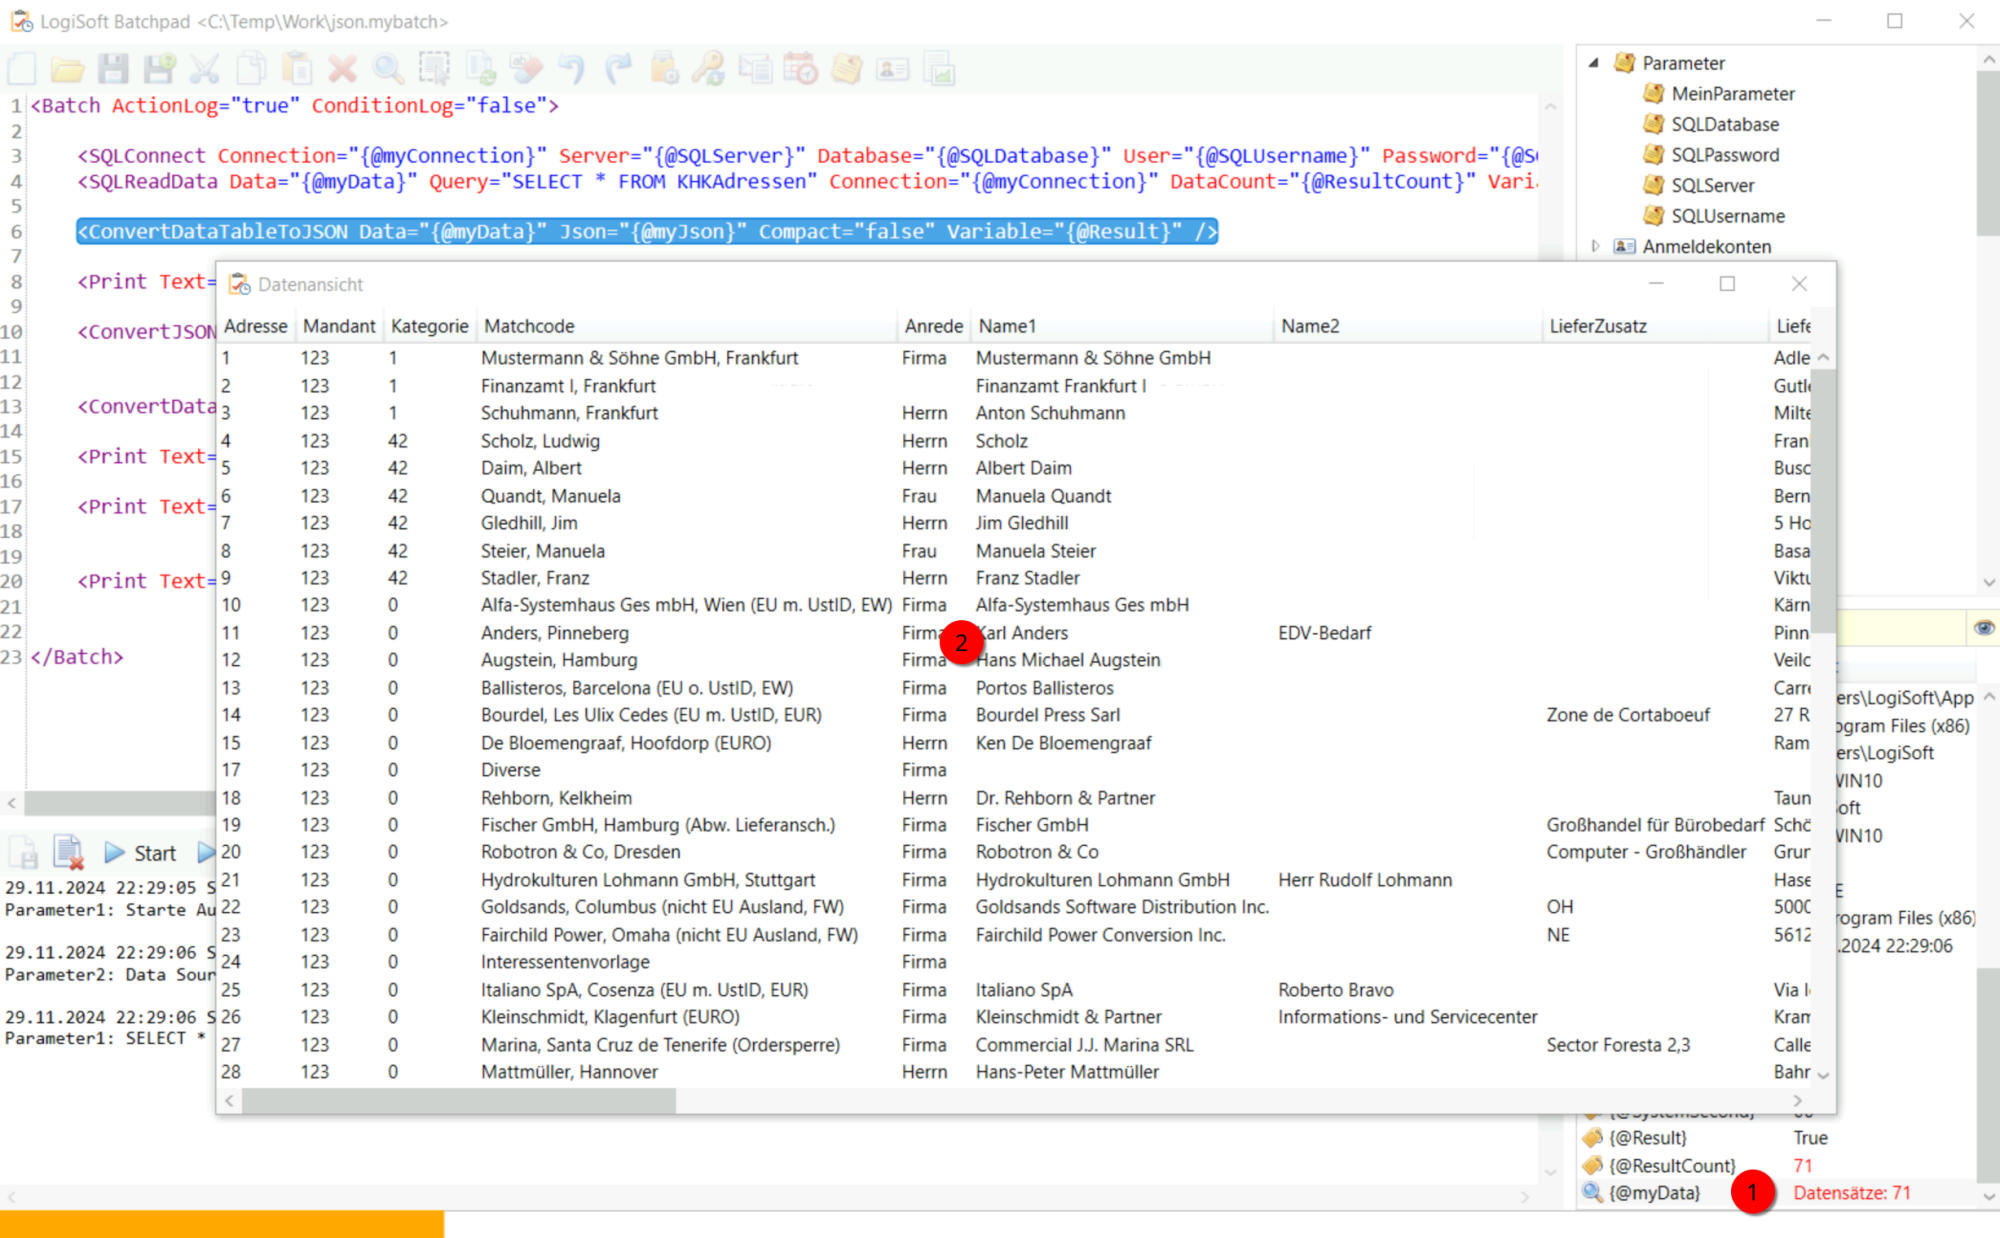 LogiSoft Batchpad <C:\Temp\Work\json.mybatch>
1 <Batch ActionLog="true" ConditionLog="false">
2
3 <SQLConnect Connection="{@myConnection}" Server="{@SQLServer}" Database="{@SQLDatabase}" User="{@SQLUsername}" Password="{@S
4 <SQLReadData Data="{@myData}" Query="SELECT * FROM KHKAdressen" Connection="{@myConnection}" DataCount="{@ResultCount}" Vari
5
6 <ConvertDataTableToJSON Data="{@myData}" Json="{@myJson}" Compact="false" Variable="{@Result}" />
7
8 <Print Text=
9
10 <ConvertJSON
11
12
13 <ConvertData
14
15 <Print Text=
16
17 <Print Text=
18
19
20 <Print Text=
21
22
23 </Batch>
Parameter
MeinParameter
SQLDatabase
SQLPassword
SQLServer
SQLUsername
Anmeldekonten
Datenansicht
Adresse Mandant Kategorie Matchcode Anrede Name1 Name2 LieferZusatz Liefe
1 123 1 Mustermann & Söhne GmbH, Frankfurt Firma Mustermann & Söhne GmbH Adle
2 123 1 Finanzamt I, Frankfurt Finanzamt Frankfurt I Gutle
3 123 1 Schuhmann, Frankfurt Herrn Anton Schuhmann Milte
4 123 42 Scholz, Ludwig Herrn Scholz Fran
5 123 42 Daim, Albert Herrn Albert Daim Busc
6 123 42 Quandt, Manuela Frau Manuela Quandt Bern
7 123 42 Gledhill, Jim Herrn Jim Gledhill 5 Ho
8 123 42 Steier, Manuela Frau Manuela Steier Basa
9 123 42 Stadler, Franz Herrn Franz Stadler Viktu
10 123 0 Alfa-Systemhaus Ges mbH, Wien (EU m. UstID, EW) Firma Alfa-Systemhaus Ges mbH Kärn
11 123 0 Anders, Pinneberg Firma Karl Anders EDV-Bedarf Pinn
2
12 123 0 Augstein, Hamburg Firma Hans Michael Augstein Veilc
13 123 0 Ballisteros, Barcelona (EU o. UstID, EW) Firma Portos Ballisteros Carre
14 123 0 Bourdel, Les Ulix Cedes (EU m. UstID, EUR) Firma Bourdel Press Sarl Zone de Cortaboeuf 27 R
15 123 0 De Bloemengraaf, Hoofdorp (EURO) Herrn Ken De Bloemengraaf Ram
17 123 0 Diverse Firma
18 123 0 Rehborn, Kelkheim Herrn Dr. Rehborn & Partner Taun
19 123 0 Fischer GmbH, Hamburg (Abw. Lieferansch.) Firma Fischer GmbH Großhandel für Bürobedarf Schö
20 123 0 Robotron & Co, Dresden Firma Robotron & Co Computer - Großhändler Grun
21 123 0 Hydrokulturen Lohmann GmbH, Stuttgart Firma Hydrokulturen Lohmann GmbH Herr Rudolf Lohmann Hase
22 123 0 Goldsands, Columbus (nicht EU Ausland, FW) Firma Goldsands Software Distribution Inc. OH 5000
23 123 0 Fairchild Power, Omaha (nicht EU Ausland, FW) Firma Fairchild Power Conversion Inc. NE 5612
24 123 0 Interessentenvorlage Firma
25 123 0 Italiano SpA, Cosenza (EU m. UstID, EUR) Firma Italiano SpA Roberto Bravo Via I
26 123 0 Kleinschmidt, Klagenfurt (EURO) Firma Kleinschmidt & Partner Informations- und Servicecenter Kram
27 123 0 Marina, Santa Cruz de Tenerife (Ordersperre) Firma Commercial J.J. Marina SRL Sector Foresta 2,3 Calle
28 123 0 Mattmüller, Hannover Herrn Hans-Peter Mattmüller Bahr
ers\LogiSoft\App
ogram Files (x86)
ers\LogiSoft
WIN10
oft
WIN10
E
rogram Files (x86)
.2024 22:29:06
Start
29.11.2024 22:29:05 S
Parameter1: Starte Au
29.11.2024 22:29:06 S
Parameter2: Data Sour
29.11.2024 22:29:06 S
Parameter1: SELECT *
{@Result} True
{@ResultCount} 71
{@myData} 1 Datensätze: 71